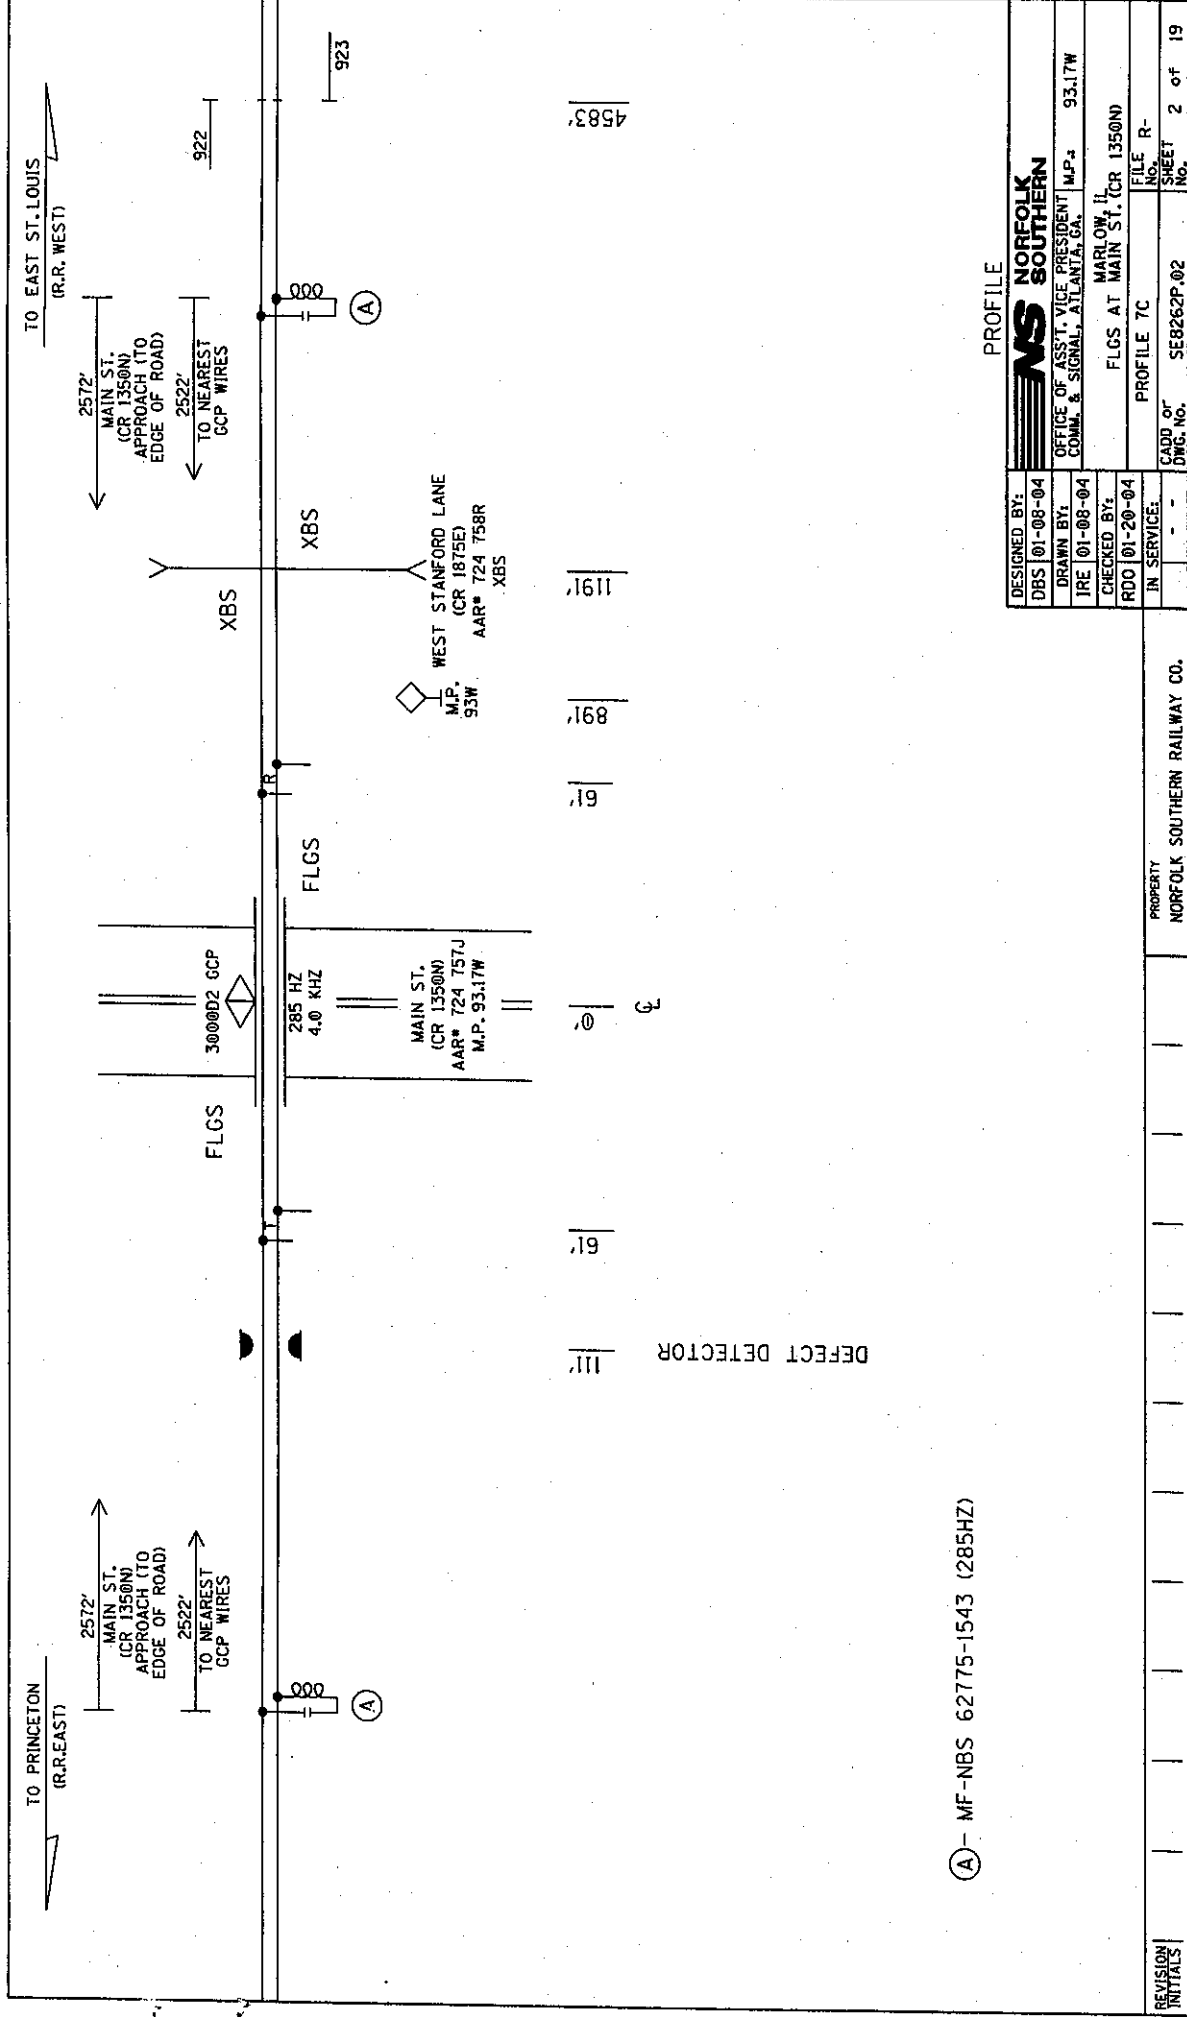 TO PRINCETON
(R.R.EAST)
TO EAST ST.LOUIS
(R.R. WEST)
2572'
MAIN ST.
(CR 1350N)
APPROACH (TO
EDGE OF ROAD)
2522'
TO NEAREST
GCP WIRES
2572'
MAIN ST.
(CR 1350N)
APPROACH (TO
EDGE OF ROAD)
2522'
TO NEAREST
GCP WIRES
922
923
FLGS
3000D2 GCP
285 HZ
4.0 KHZ
FLGS
R
XBS
XBS
A
A
MAIN ST.
(CR 1350N)
AAR# 724 757J
M.P. 93.17W
M.P.
93W
WEST STANFORD LANE
(CR 1875E)
AAR# 724 758R
XBS
111'
61'
0'
61'
891'
1191'
4583'
DEFECT DETECTOR
A - MF-NBS 62775-1543 (285HZ)
PROFILE
DESIGNED BY:
DBS 01-08-04
DRAWN BY:
IRE 01-08-04
CHECKED BY:
RDO 01-20-04
IN SERVICE:
- -
NS NORFOLK
SOUTHERN
OFFICE OF ASS'T. VICE PRESIDENT
COMM. & SIGNAL, ATLANTA, GA.
M.P.: 93.17W
MARLOW, IL
FLGS AT MAIN ST. (CR 1350N)
PROFILE 7C
FILE No. R-
CADD or DWG. No. SE8262P.02
SHEET No. 2 of 19
REVISION
INITIALS
PROPERTY
NORFOLK SOUTHERN RAILWAY CO.